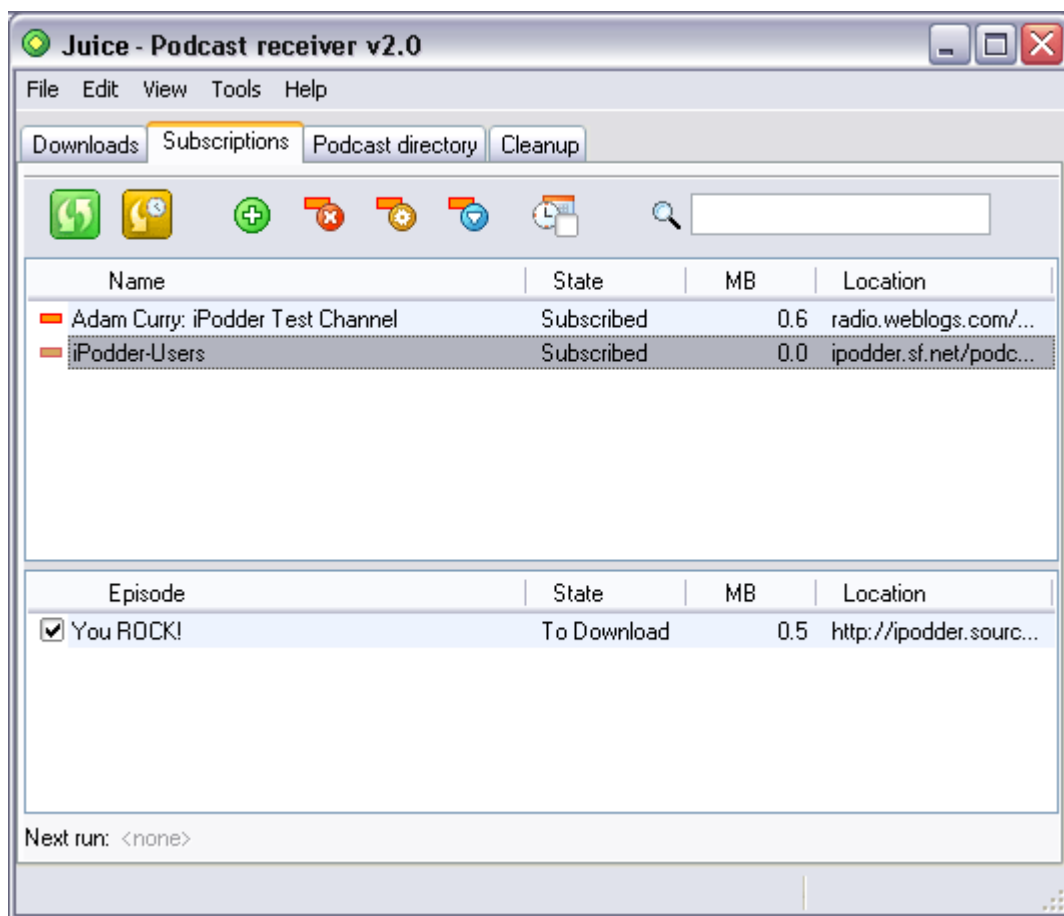 Juice - Podcast receiver v2.0
File Edit View Tools Help
Downloads Subscriptions Podcast directory Cleanup
Name State MB Location
Adam Curry: iPodder Test Channel Subscribed 0.6 radio.weblogs.com/...
iPodder-Users Subscribed 0.0 ipodder.sf.net/podc...
Episode State MB Location
You ROCK! To Download 0.5 http://ipodder.sourc...
Next run: <none>